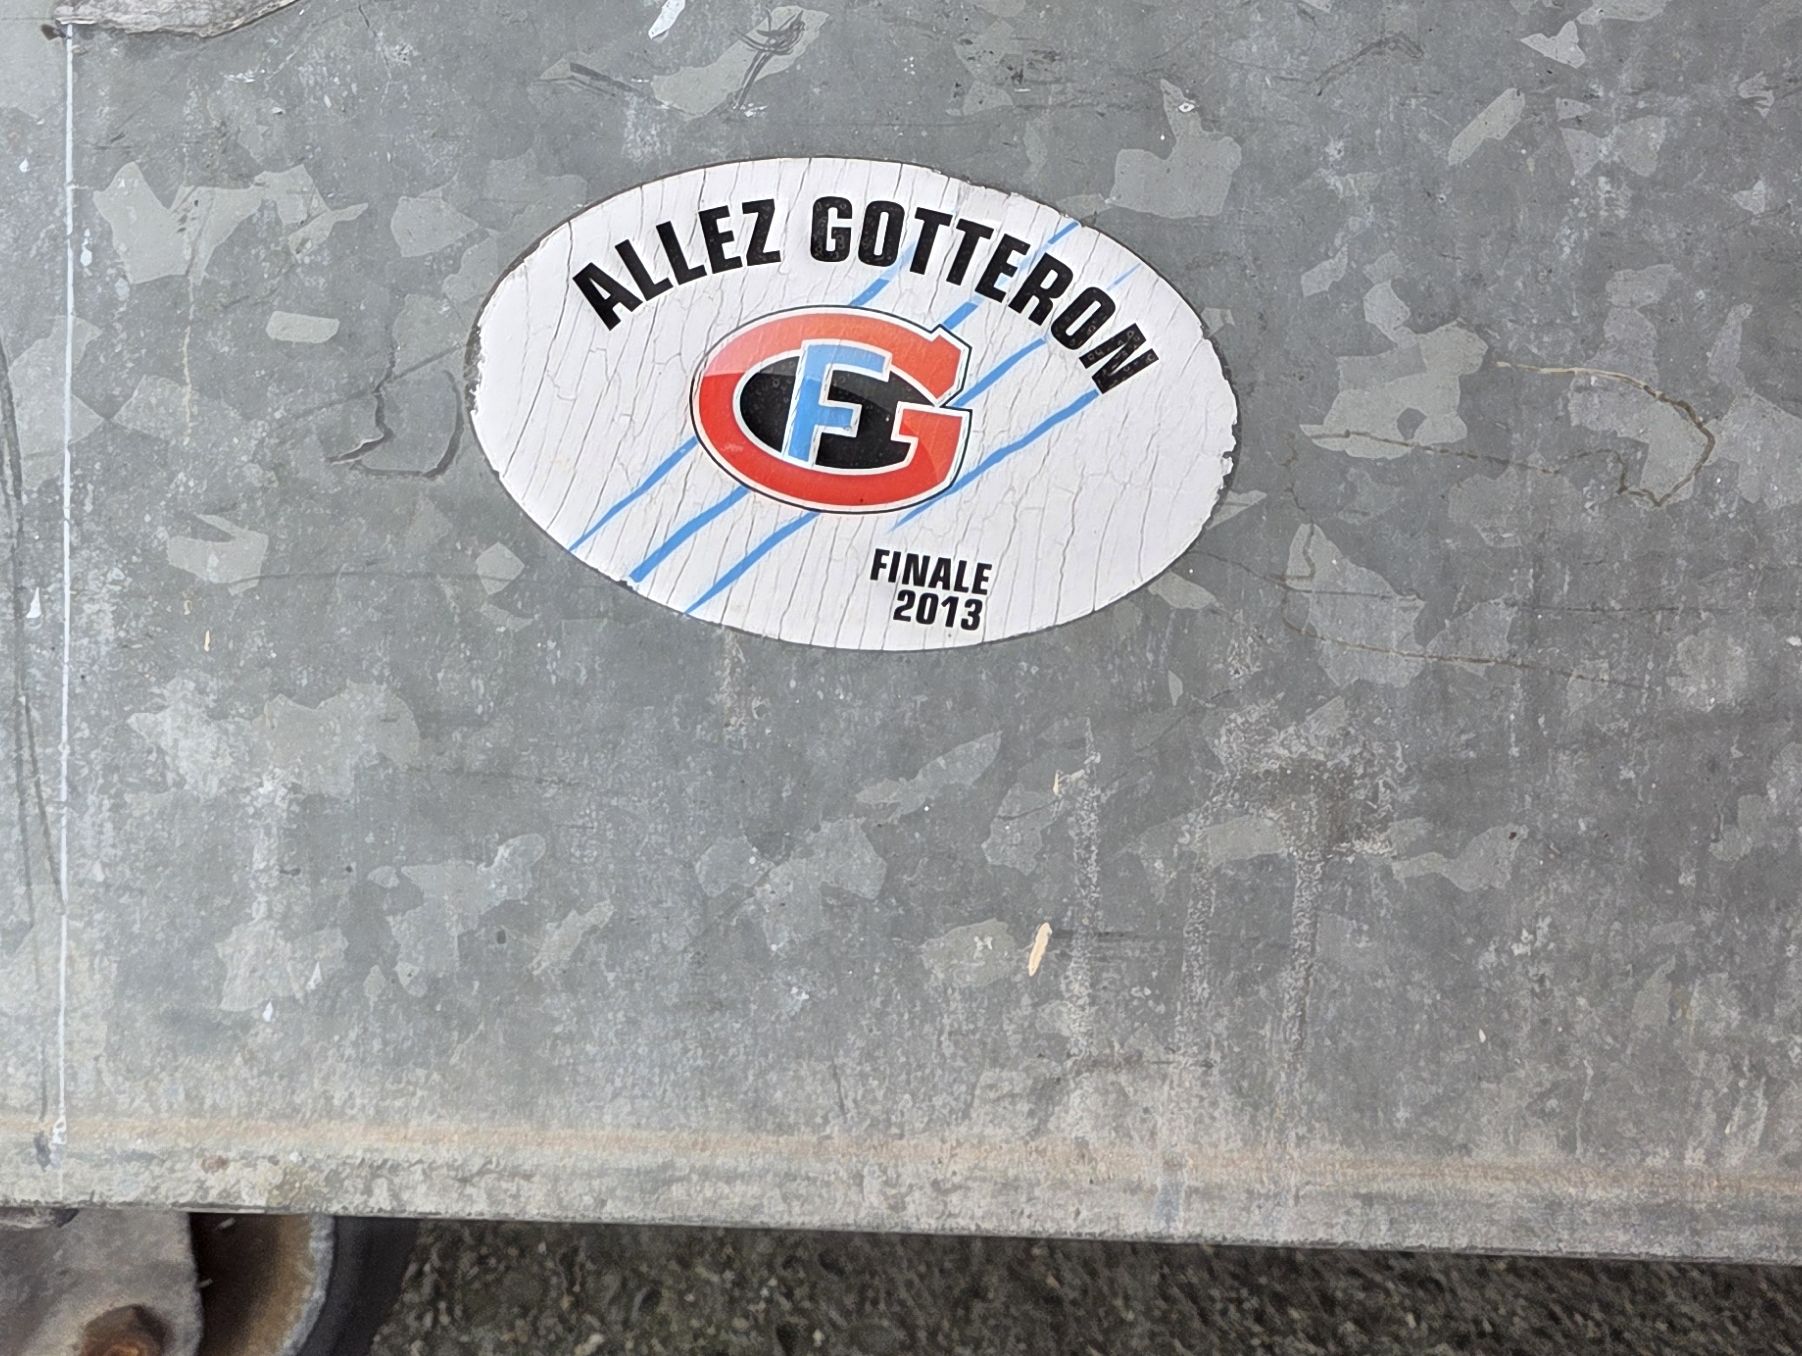 ALLEZ GOTTERON
FG
FINALE
2013